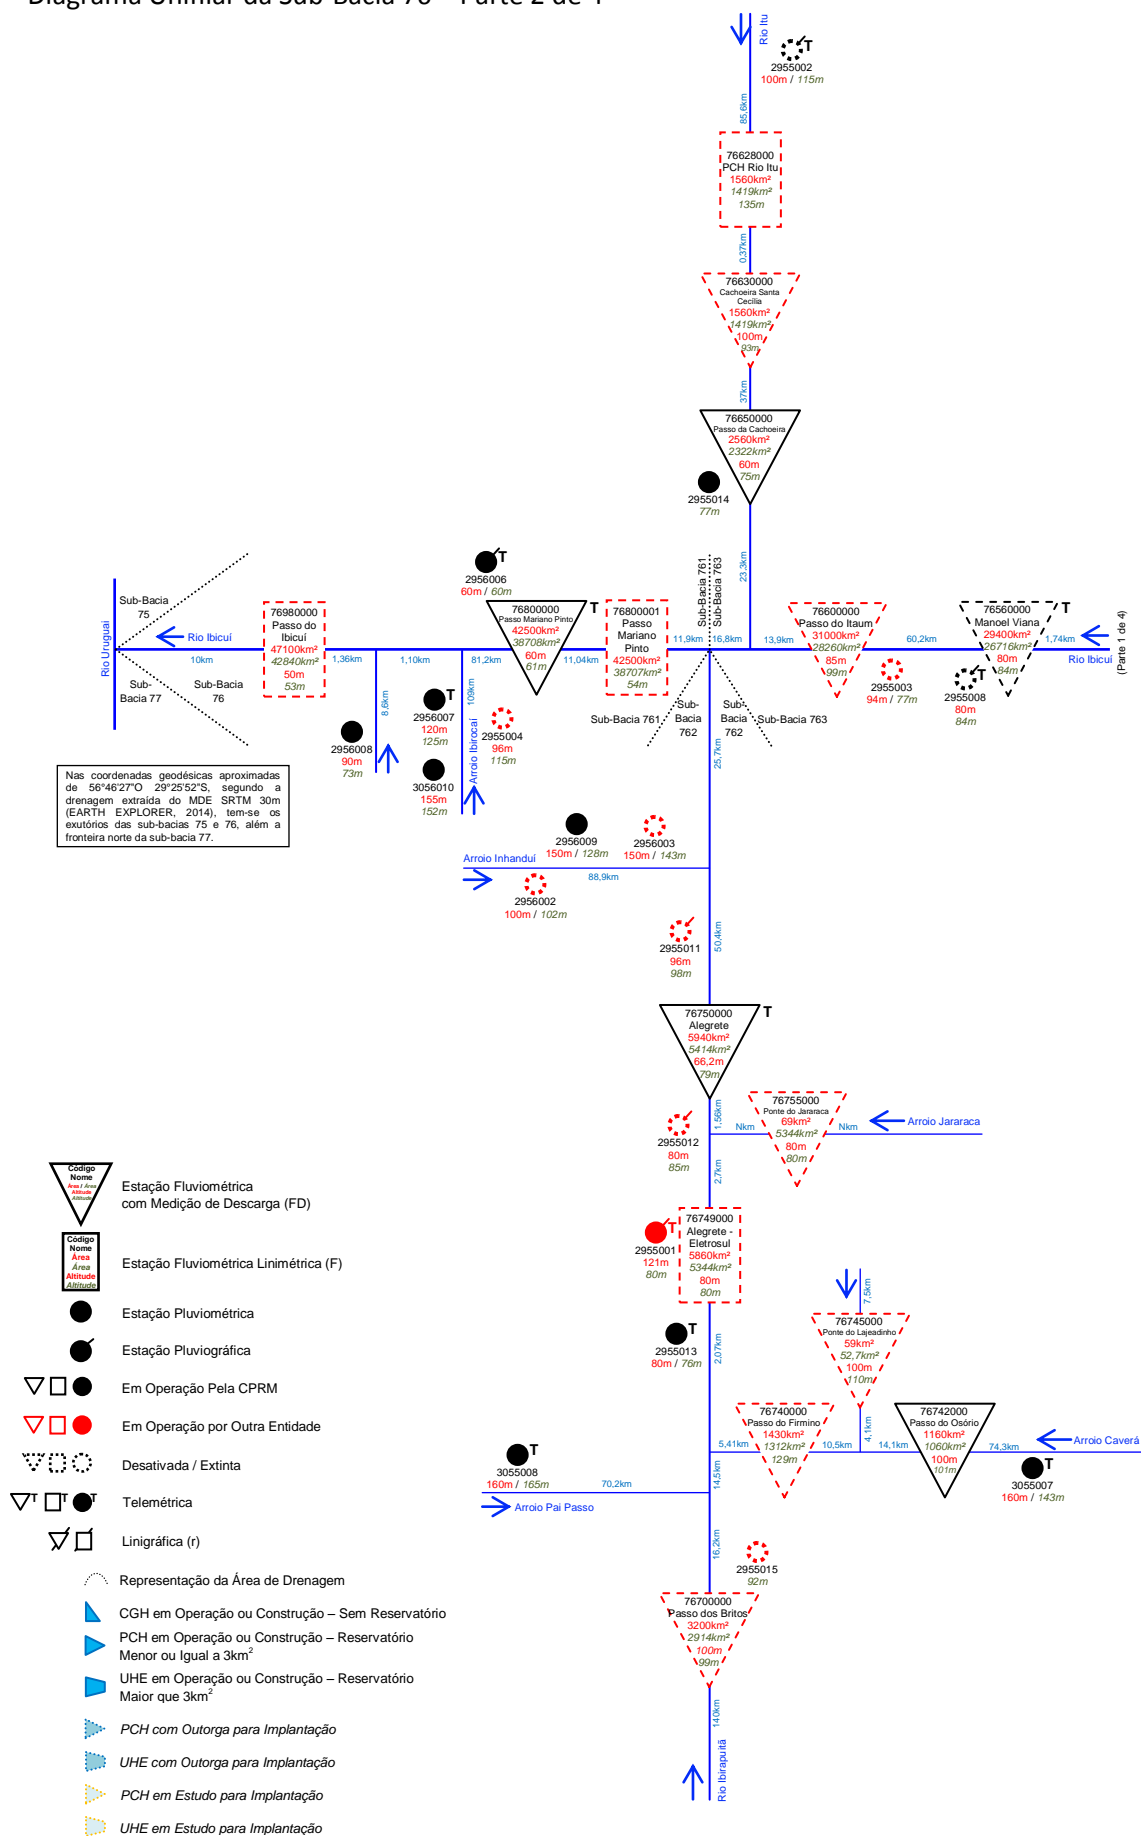 Diagrama Unifilar da Sub-Bacia 76 – Parte 2 de 4
Rio Itu
T
2955002
100m / 115m
85,6km
76628000
PCH Rio Itu
1560km²
1419km²
135m
0,37km
76630000
Cachoeira Santa
Cecília
1560km²
1419km²
100m
93m
37km
76650000
Passo da Cachoeira
2560km²
2322km²
60m
75m
2955014
77m
23,3km
Sub-Bacia 761
Sub-Bacia 763
Rio Uruguai
Sub-Bacia
75
Rio Ibicuí
10km
Sub-
Bacia 77
Sub-Bacia
76
76980000
Passo do
Ibicuí
47100km²
42840km²
50m
53m
1,36km
1,10km
81,2km
8,6km
109km
Arroio Ibirocaí
T
2956006
60m / 60m
T
76800000
Passo Mariano Pinto
42500km²
38708km²
60m
61m
11,04km
76800001
Passo
Mariano
Pinto
42500km²
38707km²
54m
11,9km
16,8km
13,9km
76600000
Passo do Itaum
31000km²
28260km²
85m
99m
60,2km
2955003
94m / 77m
T
76560000
Manoel Viana
29400km²
26716km²
80m
84m
1,74km
Rio Ibicuí
(Parte 1 de 4)
T
2955008
80m
84m
T
2956007
120m
125m
2956008
90m
73m
3056010
155m
152m
2955004
96m
115m
Sub-Bacia 761
Sub-
Bacia
762
Sub-
Bacia
762
Sub-Bacia 763
25,7km
Nas coordenadas geodésicas aproximadas
de 56°46'27"O 29°25'52"S, segundo a
drenagem extraída do MDE SRTM 30m
(EARTH EXPLORER, 2014), tem-se os
exutórios das sub-bacias 75 e 76, além a
fronteira norte da sub-bacia 77.
2956009
150m / 128m
2956003
150m / 143m
Arroio Inhanduí
88,9km
2956002
100m / 102m
2955011
96m
98m
50,4km
T
76750000
Alegrete
5940km²
5414km²
66,2m
79m
1,56km
2955012
80m
85m
76755000
Ponte do Jararaca
69km²
5344km²
80m
80m
Nkm
Nkm
Arroio Jararaca
2,7km
T
2955001
121m
80m
76749000
Alegrete -
Eletrosul
5860km²
5344km²
80m
80m
T
2955013
80m / 76m
2,07km
7,5km
76745000
Ponte do Lajeadinho
59km²
52,7km²
100m
110m
4,1km
76740000
Passo do Firmino
1430km²
1312km²
129m
5,41km
10,5km
14,1km
76742000
Passo do Osório
1160km²
1060km²
100m
101m
74,3km
Arroio Caverá
T
3055007
160m / 143m
T
3055008
160m / 165m
70,2km
Arroio Pai Passo
14,5km
16,2km
2955015
92m
76700000
Passo dos Britos
3200km²
2914km²
100m
99m
140km
Rio Ibirapuitã
Código
Nome
Área / Área
Altitude
Altitude
Estação Fluviométrica
com Medição de Descarga (FD)
Código
Nome
Área
Área
Altitude
Altitude
Estação Fluviométrica Linimétrica (F)
Estação Pluviométrica
Estação Pluviográfica
Em Operação Pela CPRM
Em Operação por Outra Entidade
Desativada / Extinta
T T T Telemétrica
Linigráfica (r)
Representação da Área de Drenagem
CGH em Operação ou Construção – Sem Reservatório
PCH em Operação ou Construção – Reservatório
Menor ou Igual a 3km²
UHE em Operação ou Construção – Reservatório
Maior que 3km²
PCH com Outorga para Implantação
UHE com Outorga para Implantação
PCH em Estudo para Implantação
UHE em Estudo para Implantação